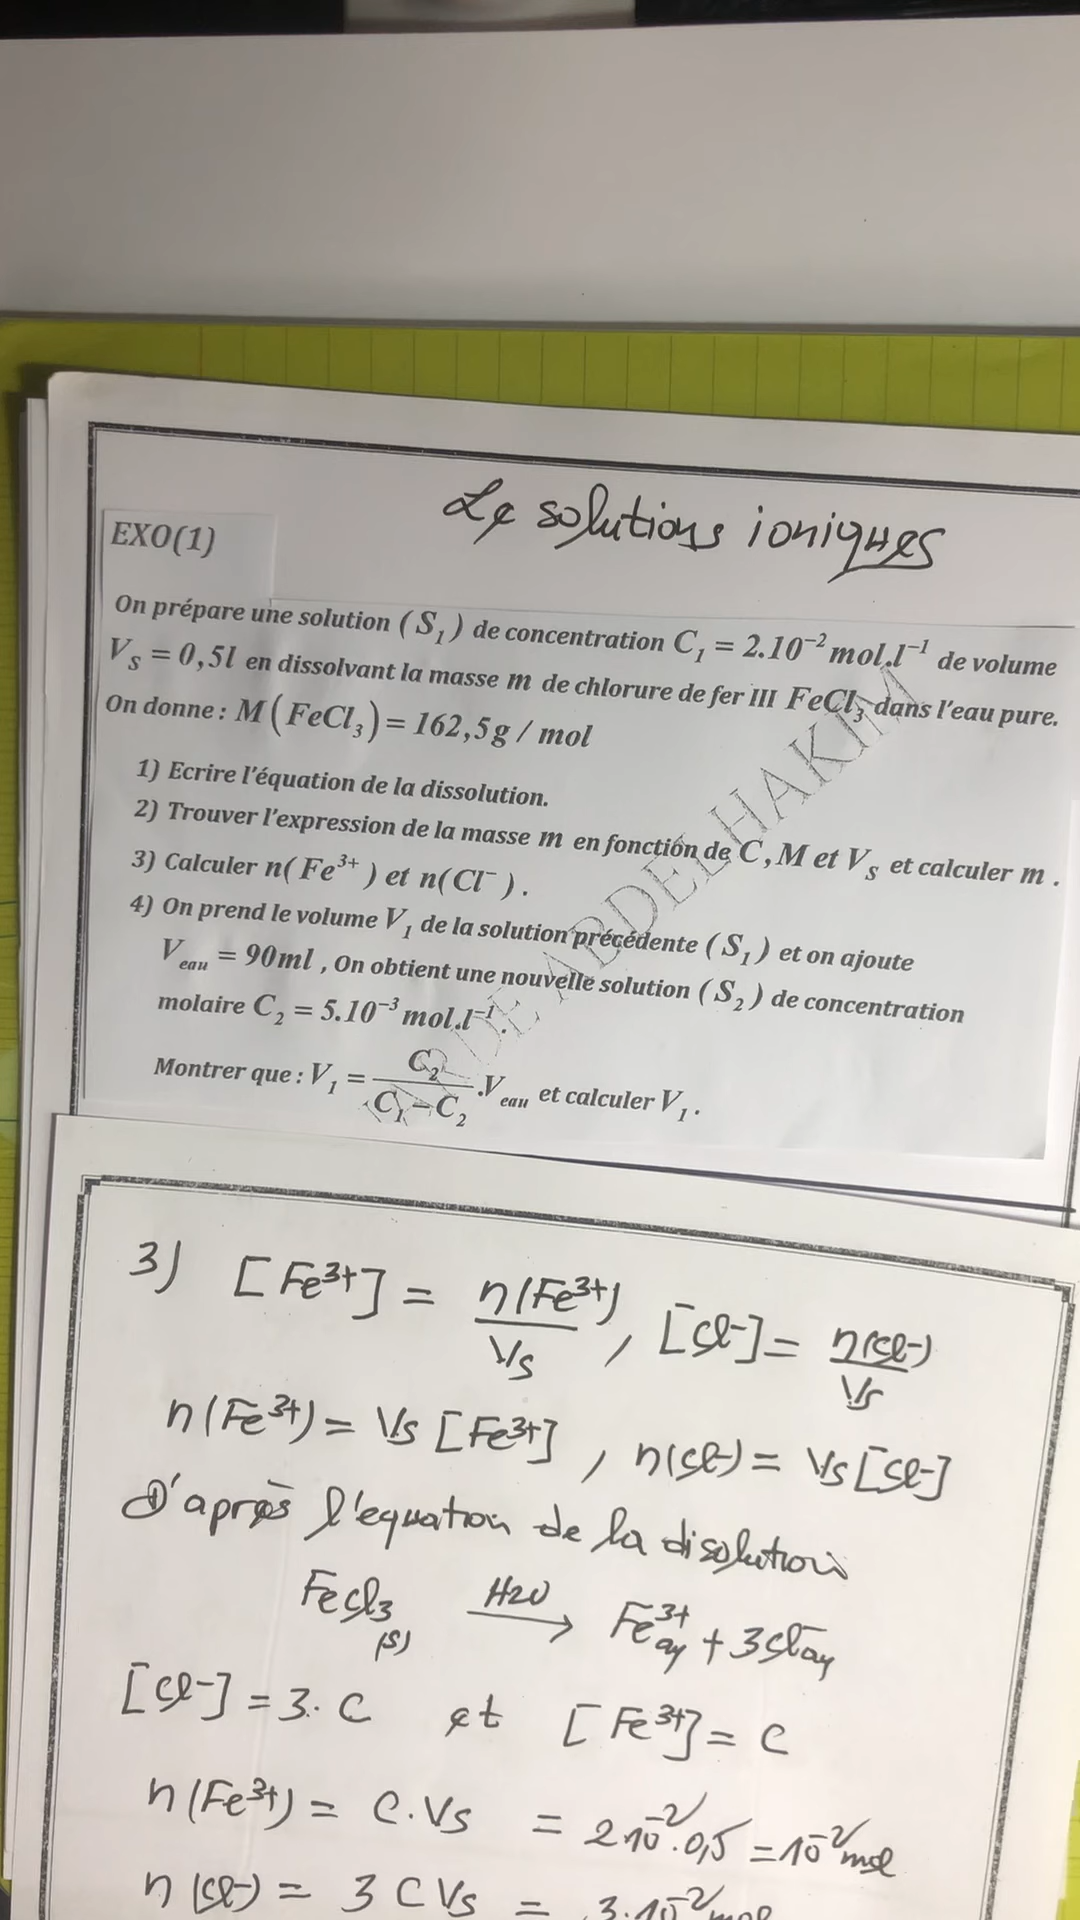 Le solutions ioniques
EXO(1)
On prépare une solution (S₁) de concentration C₁ = 2.10⁻² mol.l⁻¹ de volume
Vₛ = 0,5l en dissolvant la masse m de chlorure de fer III FeCl₃ dans l'eau pure.
On donne : M(FeCl₃) = 162,5g / mol
1) Ecrire l'équation de la dissolution.
2) Trouver l'expression de la masse m en fonction de C, M et Vₛ et calculer m .
3) Calculer n(Fe³⁺) et n(Cl⁻).
4) On prend le volume V₁ de la solution précédente (S₁) et on ajoute
V_eau = 90ml , On obtient une nouvelle solution (S₂) de concentration
molaire C₂ = 5.10⁻³ mol.l⁻¹.
Montrer que : V₁ = C₂/(C₁ - C₂) .V_eau et calculer V₁ .
ABDELHAKIM
3) [Fe³⁺] = n(Fe³⁺)/Vs , [Cl⁻] = n(Cl⁻)/Vs
n(Fe³⁺) = Vs [Fe³⁺] , n(Cl⁻) = Vs [Cl⁻]
D'après l'equation de la disolution
FeCl₃(s) H₂O → Fe³⁺aq + 3Cl⁻aq
[Cl⁻] = 3. C et [Fe³⁺] = C
n(Fe³⁺) = C.Vs = 2 10⁻².0,5 = 10⁻² mol
n(Cl⁻) = 3 C Vs = 3.10⁻² mol